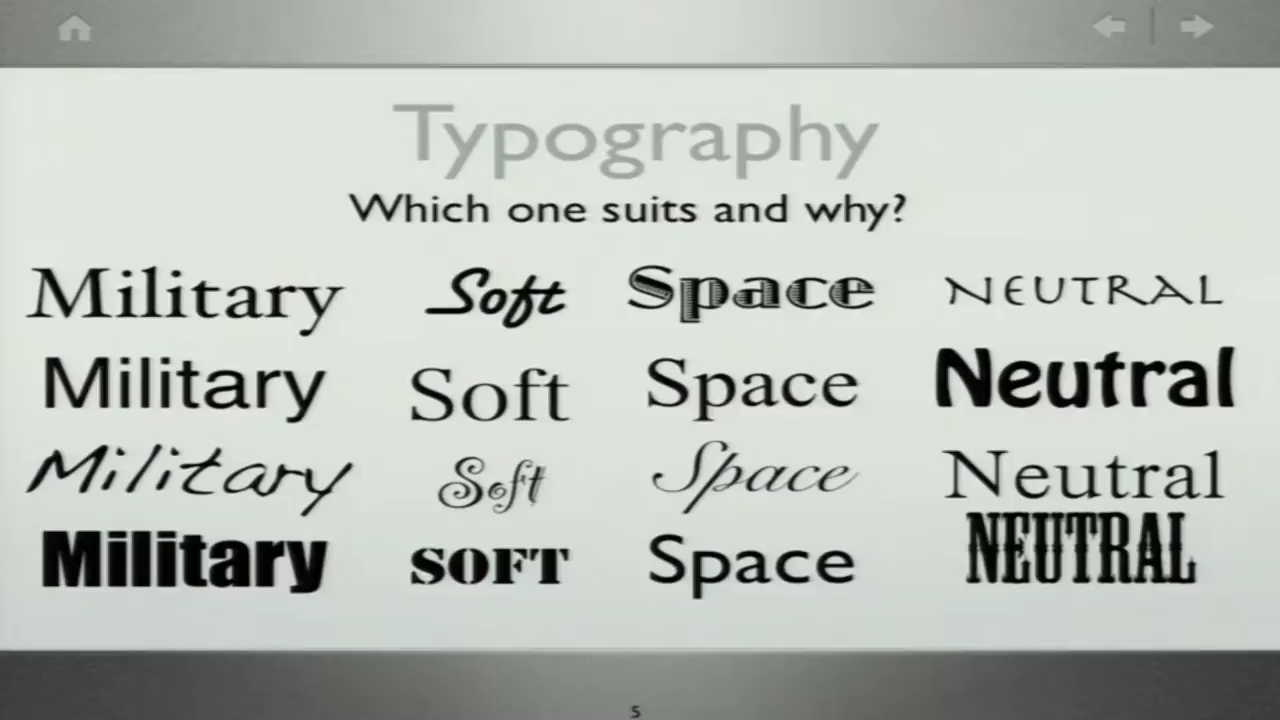 Typography
Which one suits and why?
Military Soft Space NEUTRAL
Military Soft Space Neutral
Military Soft Space Neutral
Military SOFT Space NEUTRAL
5